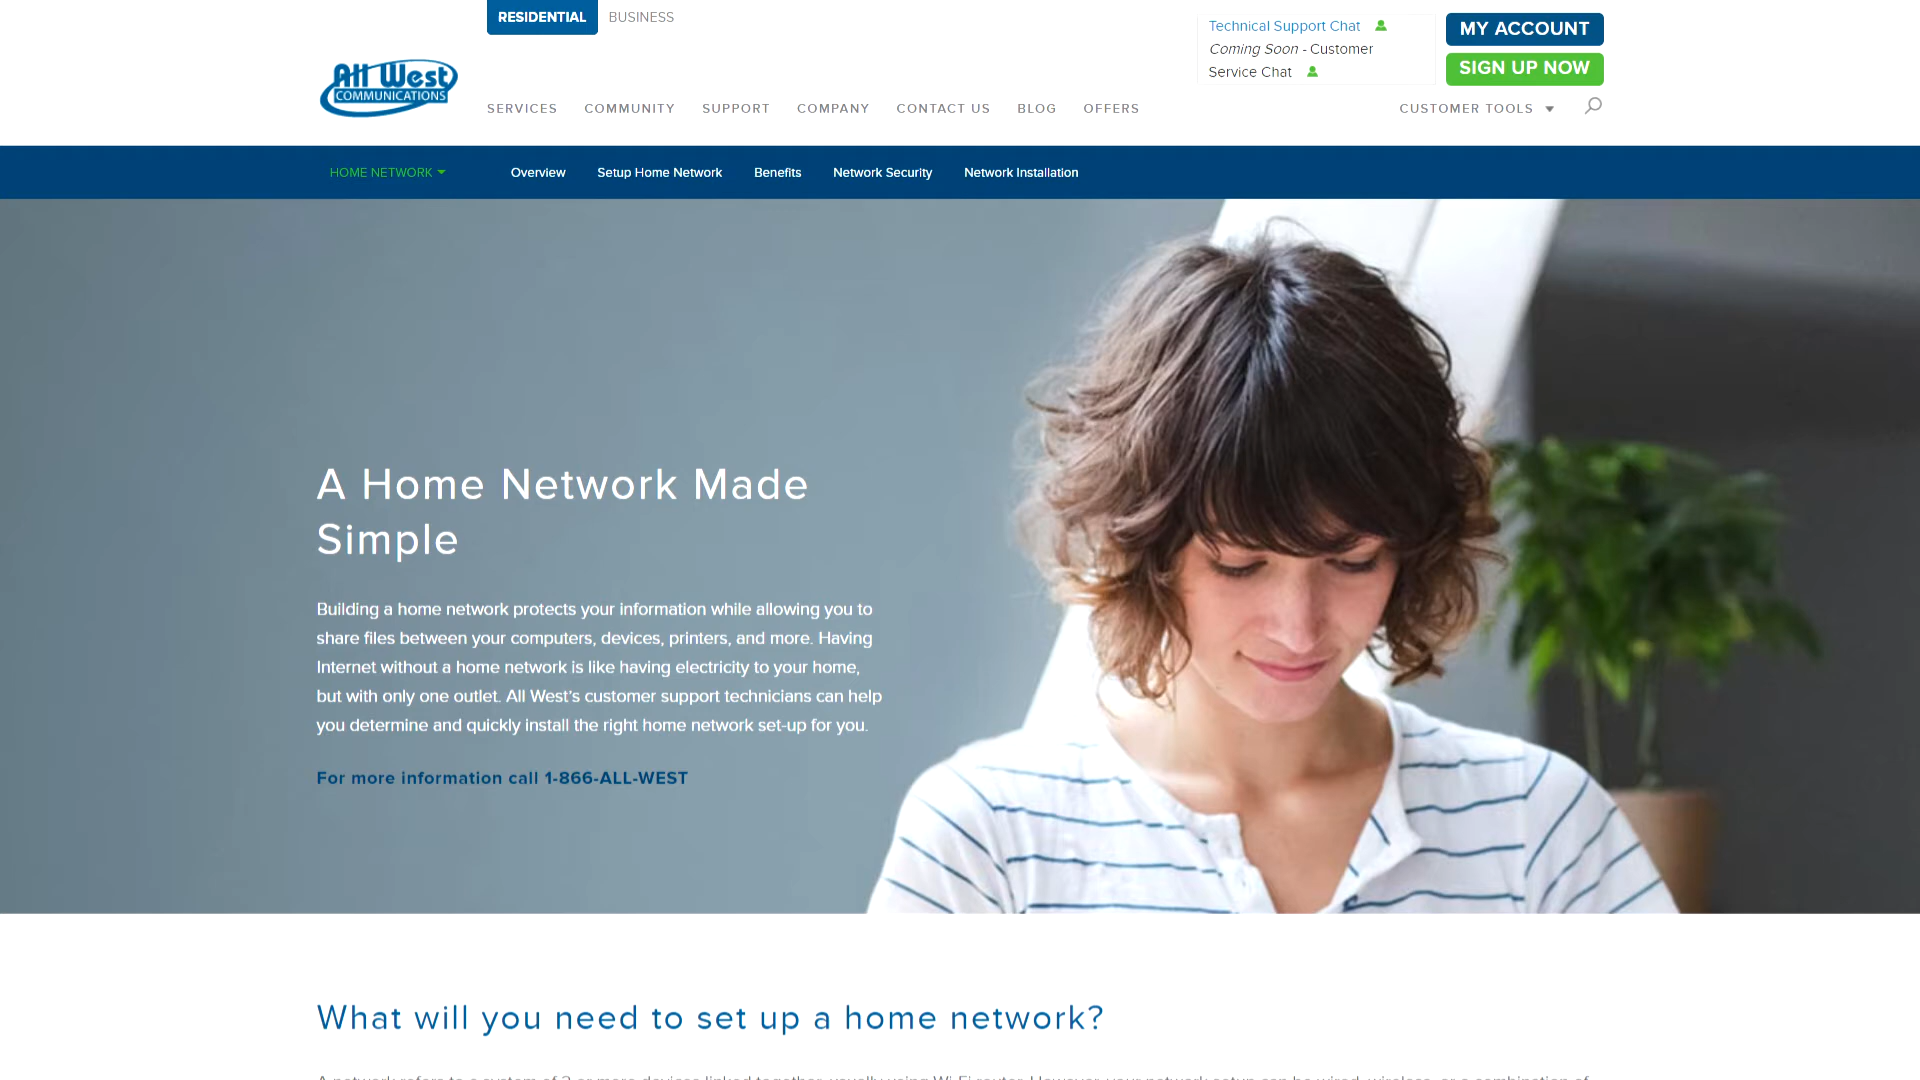 RESIDENTIAL
BUSINESS
Technical Support Chat
Coming Soon - Customer
Service Chat
MY ACCOUNT
SIGN UP NOW
All West
COMMUNICATIONS
SERVICES
COMMUNITY
SUPPORT
COMPANY
CONTACT US
BLOG
OFFERS
CUSTOMER TOOLS
HOME NETWORK
Overview
Setup Home Network
Benefits
Network Security
Network Installation
A Home Network Made
Simple
Building a home network protects your information while allowing you to
share files between your computers, devices, printers, and more. Having
Internet without a home network is like having electricity to your home,
but with only one outlet. All West's customer support technicians can help
you determine and quickly install the right home network set-up for you.
For more information call 1-866-ALL-WEST
What will you need to set up a home network?